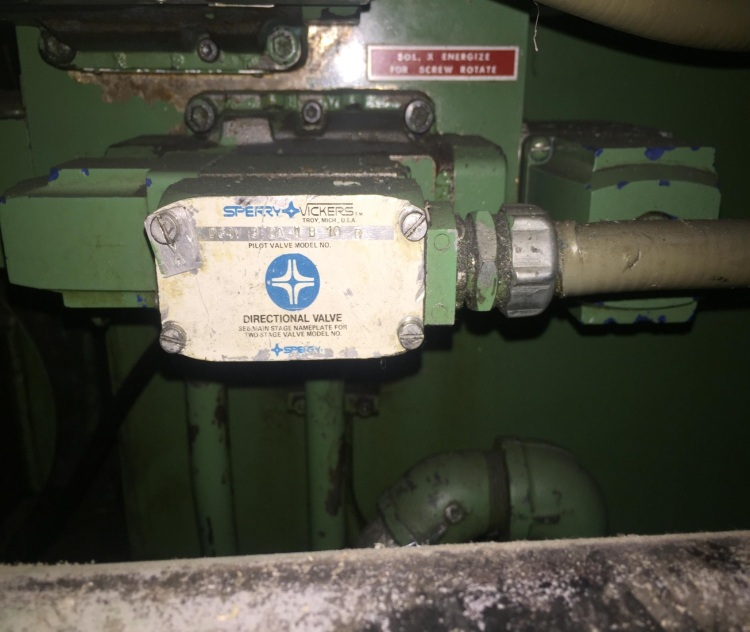 SOL. X ENERGIZE
FOR SCREW ROTATE
SPERRY VICKERS TM
TROY, MICH., U.S.A.
PILOT VALVE MODEL NO.
DIRECTIONAL VALVE
SEE MAIN STAGE NAMEPLATE FOR
TWO-STAGE VALVE MODEL NO.
SPERRY